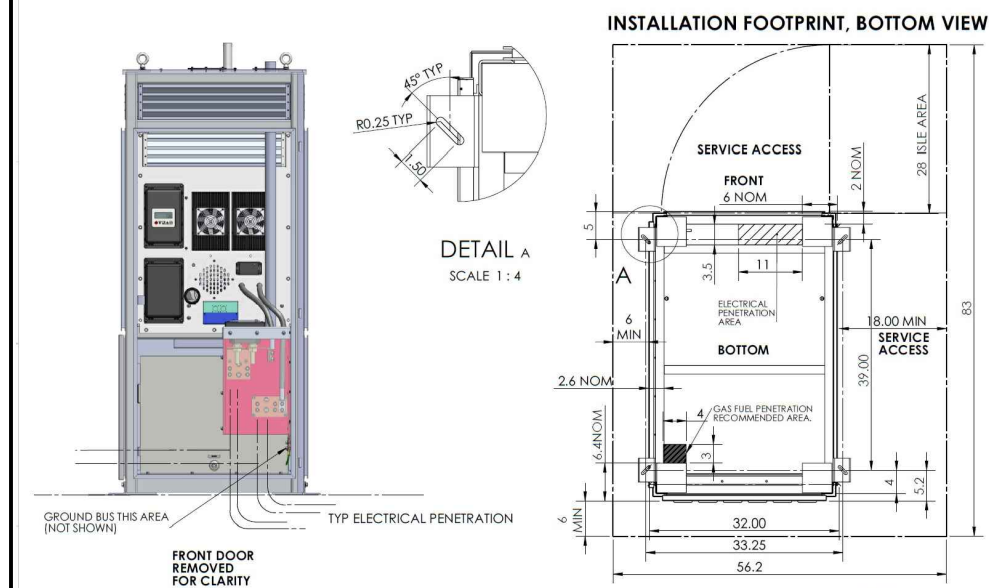 INSTALLATION FOOTPRINT, BOTTOM VIEW
45° TYP
R0.25 TYP
1.50
DETAIL A
SCALE 1 : 4
SERVICE ACCESS
28 ISLE AREA
FRONT
6 NOM
2 NOM
5
A
3.5
11
83
ELECTRICAL
PENETRATION
AREA
6
MIN
18.00 MIN
SERVICE
ACCESS
BOTTOM
39.00
2.6 NOM
4
GAS FUEL PENETRATION
RECOMMENDED AREA.
6.4NOM
3
4
5.2
6
MIN
32.00
33.25
56.2
GROUND BUS THIS AREA
(NOT SHOWN)
TYP ELECTRICAL PENETRATION
FRONT DOOR
REMOVED
FOR CLARITY